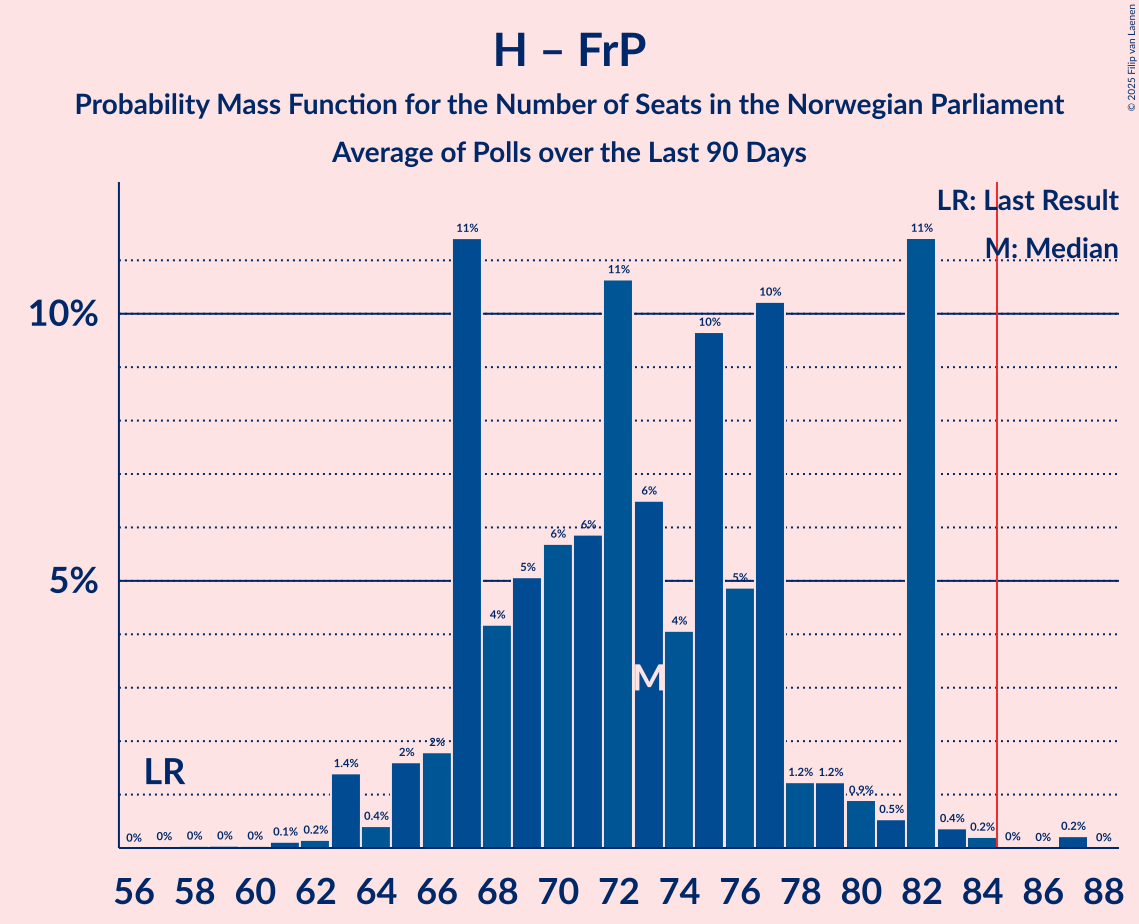 H – FrP
Probability Mass Function for the Number of Seats in the Norwegian Parliament
Average of Polls over the Last 90 Days
© 2025 Filip van Laenen
LR: Last Result
M: Median
10%
5%
0% 0% 0% 0% 0% 0.1% 0.2% 1.4% 0.4% 2% 2% 11% 4% 5% 6% 6% 11% 6% 4% 10% 5% 10% 1.2% 1.2% 0.9% 0.5% 11% 0.4% 0.2% 0% 0% 0.2% 0%
M
LR
56 58 60 62 64 66 68 70 72 74 76 78 80 82 84 86 88